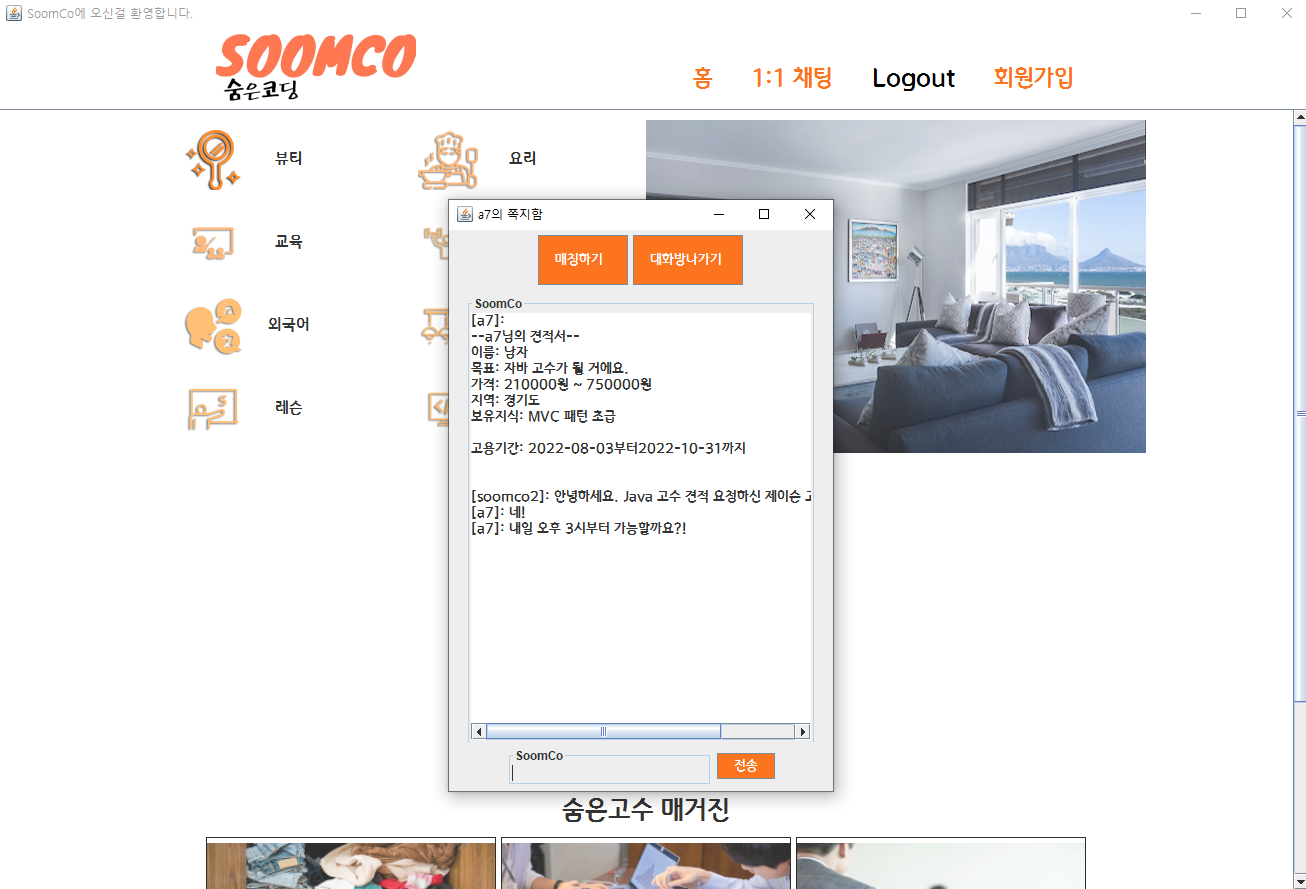 SoomCo에 오신걸 환영합니다.
SOOMCO
숨은코딩
홈 1:1 채팅 Logout 회원가입
뷰티 요리
교육
외국어
레슨
a7의 쪽지함
매칭하기 대화방나가기
SoomCo
[a7]:
--a7님의 견적서--
이름: 낭자
목표: 자바 고수가 될 거에요.
가격: 210000원 ~ 750000원
지역: 경기도
보유지식: MVC 패턴 초급
고용기간: 2022-08-03부터2022-10-31까지
[soomco2]: 안녕하세요. Java 고수 견적 요청하신 제이슨 고
[a7]: 네!
[a7]: 내일 오후 3시부터 가능할까요?!
SoomCo
전송
숨은고수 매거진